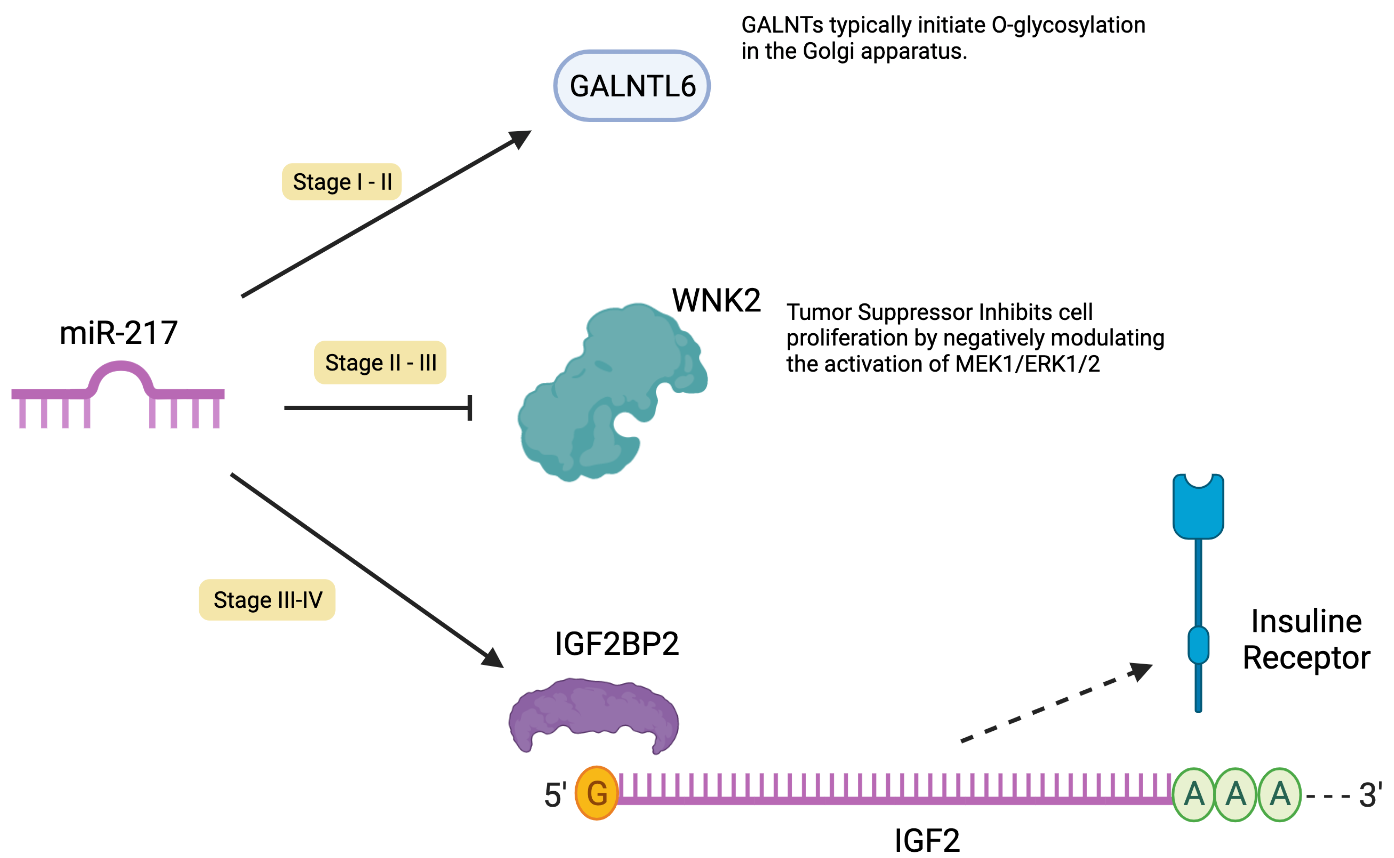 GALNTs typically initiate O-glycosylation
in the Golgi apparatus.
GALNTL6
Stage I - II
WNK2
Tumor Suppressor Inhibits cell
proliferation by negatively modulating
the activation of MEK1/ERK1/2
miR-217
Stage II - III
Stage III-IV
IGF2BP2
Insuline
Receptor
5' G A A A --- 3'
IGF2